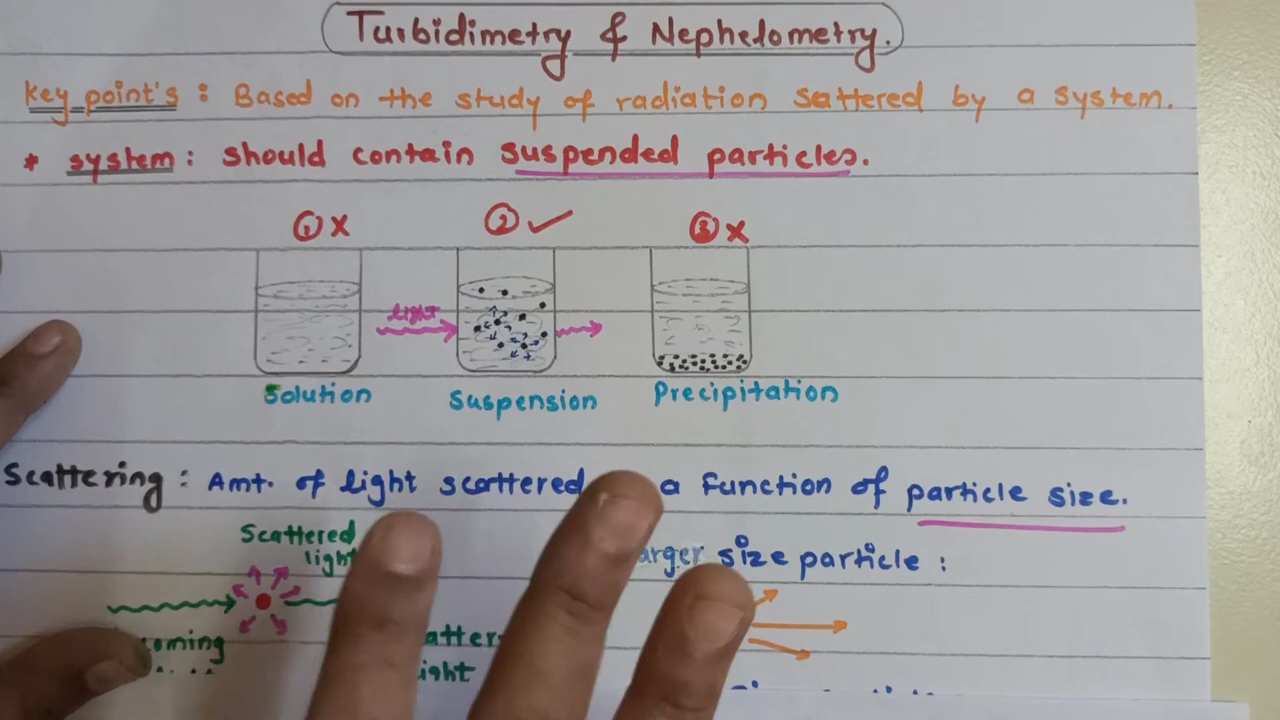 Turbidimetry & Nephelometry.
Key point's : Based on the study of radiation scattered by a system.
* system : should contain suspended particles.
① x ② ✓ ③ x
light
Solution Suspension Precipitation
Scattering : Amt. of light scattered a function of particle size.
Scattered light
size particle :